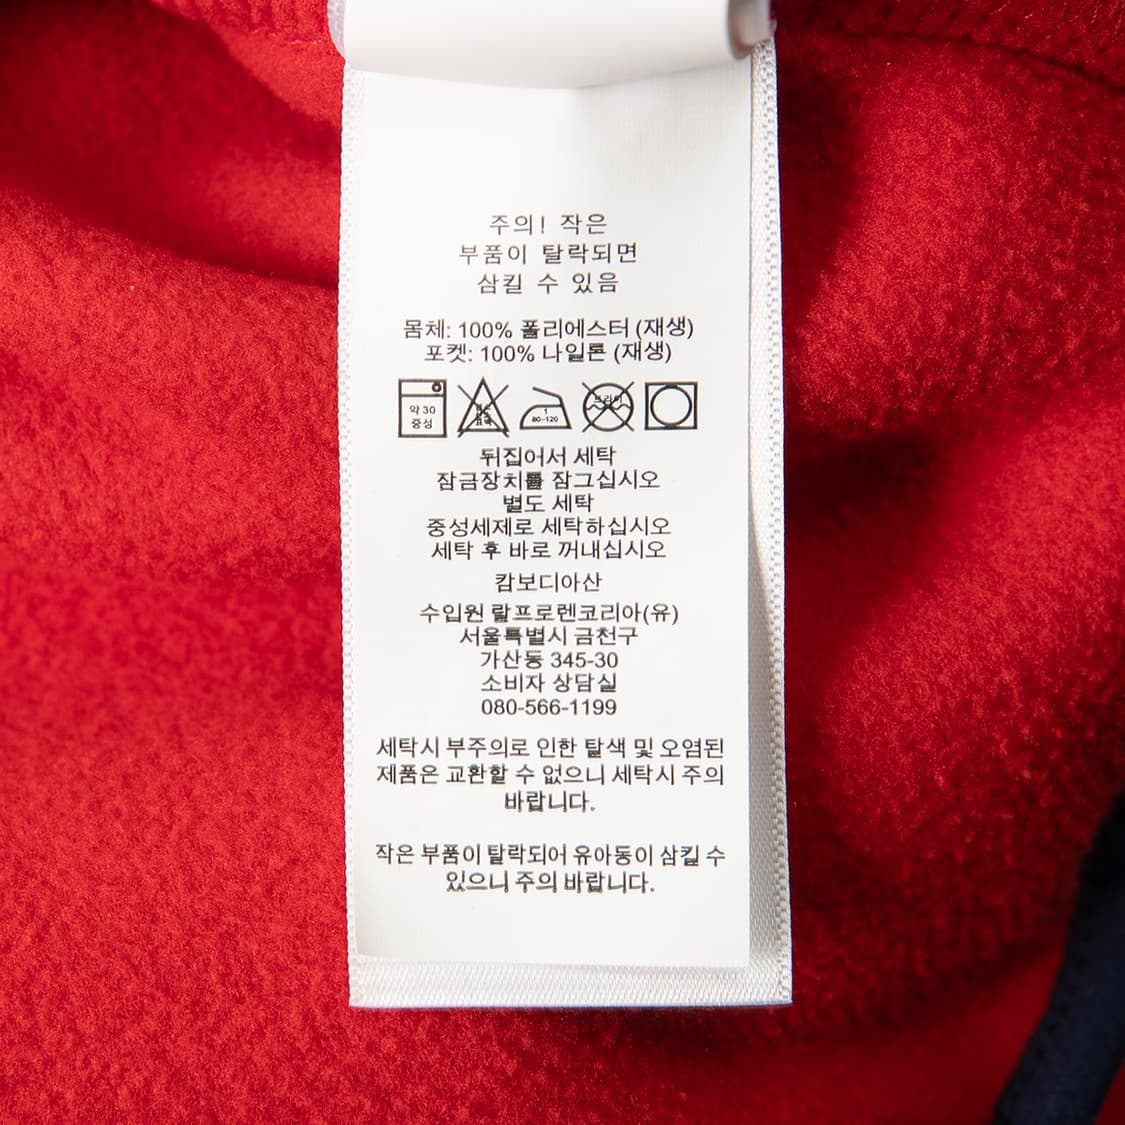 주의! 작은
부품이 탈락되면
삼킬 수 있음
몸체: 100% 폴리에스터 (재생)
포켓: 100% 나일론 (재생)
약 30
중성
1
80-120
드라이
뒤집어서 세탁
잠금장치를 잠그십시오
별도 세탁
중성세제로 세탁하십시오
세탁 후 바로 꺼내십시오
캄보디아산
수입원 랄프로렌코리아(유)
서울특별시 금천구
가산동 345-30
소비자 상담실
080-566-1199
세탁시 부주의로 인한 탈색 및 오염된
제품은 교환할 수 없으니 세탁시 주의
바랍니다.
작은 부품이 탈락되어 유아동이 삼킬 수
있으니 주의 바랍니다.